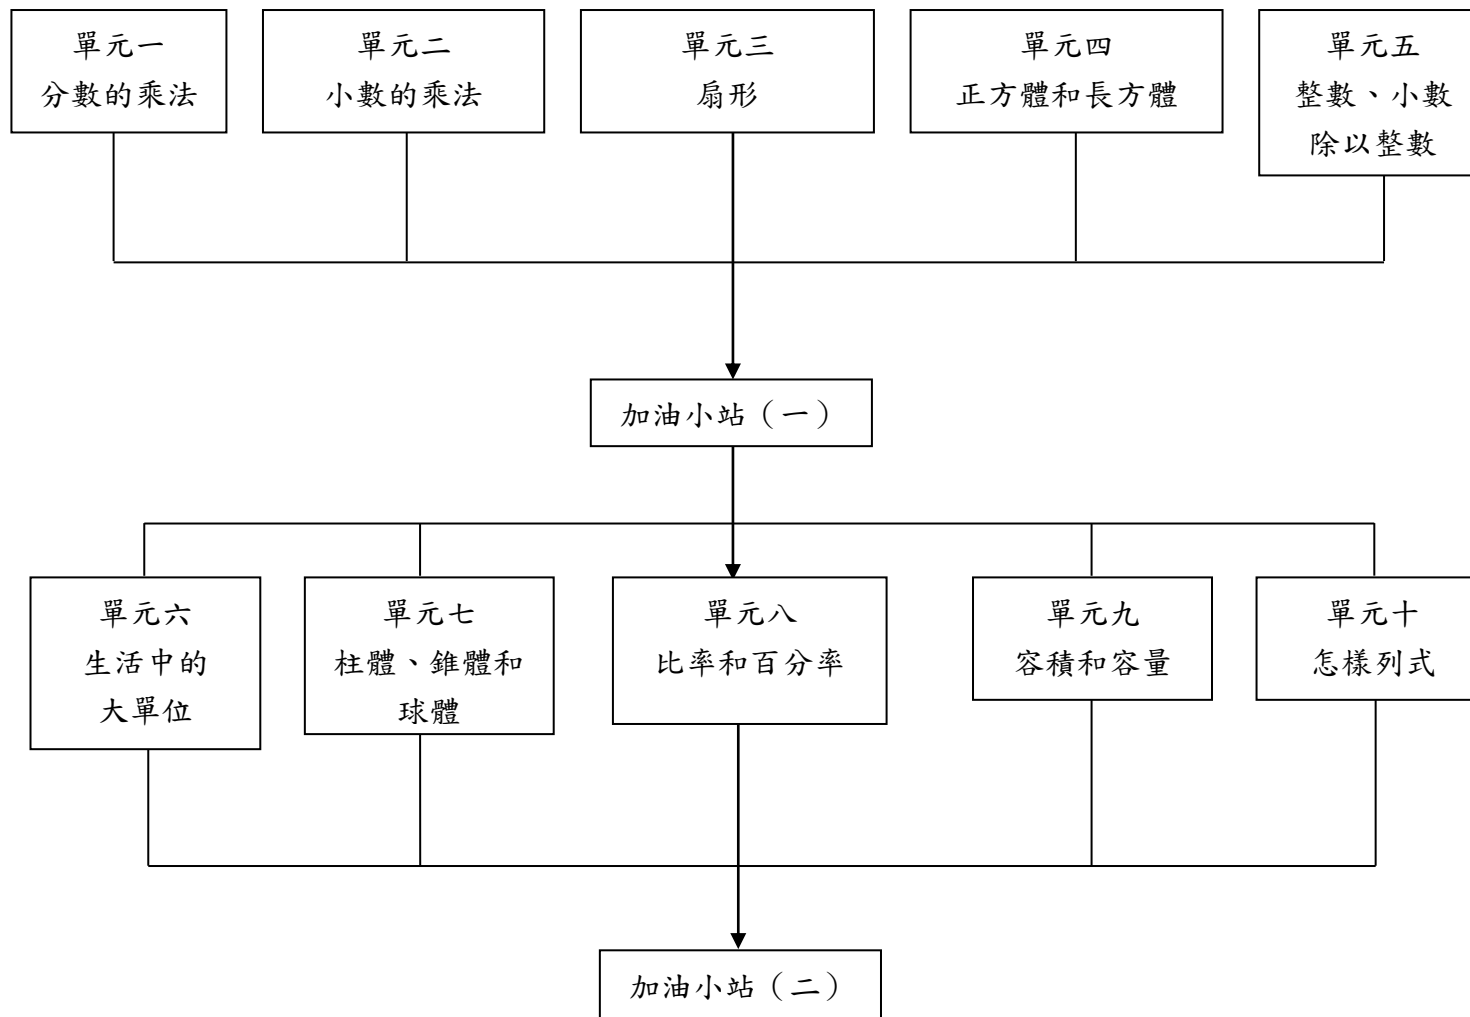 單元一
分數的乘法
單元二
小數的乘法
單元三
扇形
單元四
正方體和長方體
單元五
整數、小數
除以整數
加油小站（一）
單元六
生活中的
大單位
單元七
柱體、錐體和
球體
單元八
比率和百分率
單元九
容積和容量
單元十
怎樣列式
加油小站（二）